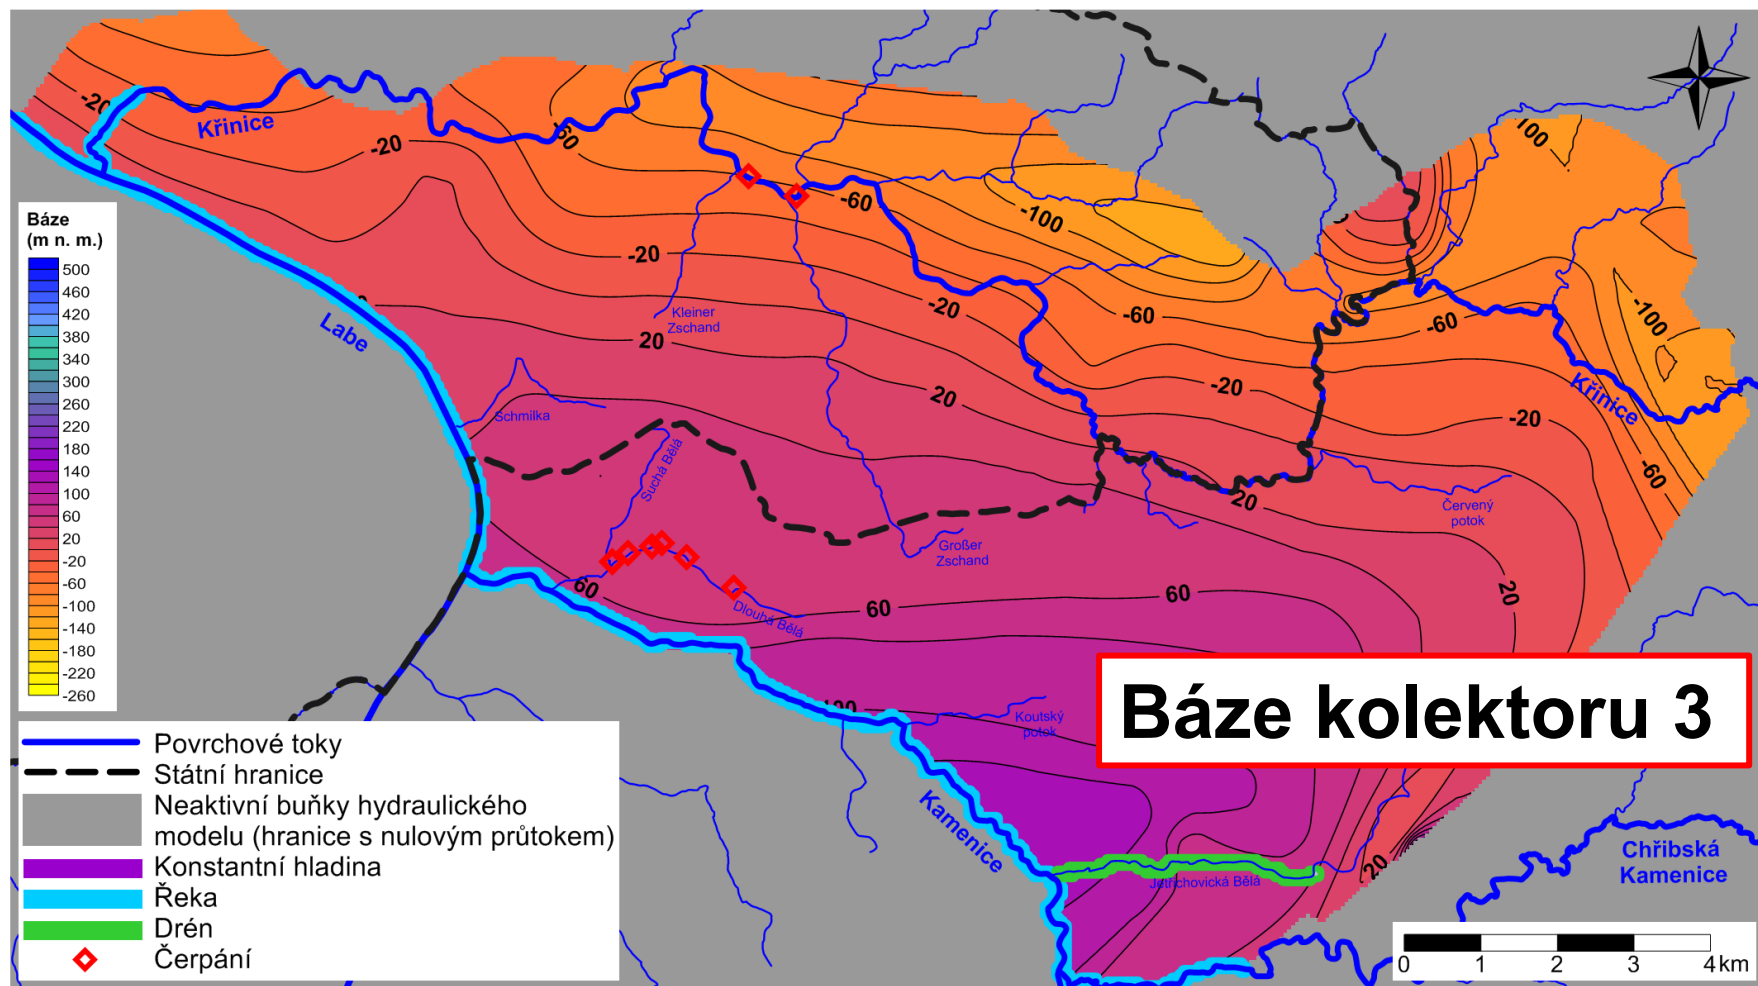 Báze kolektoru 3
Báze
(m n. m.)
500
460
420
380
340
300
260
220
180
140
100
60
20
-20
-60
-100
-140
-180
-220
-260
Povrchové toky
Státní hranice
Neaktivní buňky hydraulického
modelu (hranice s nulovým průtokem)
Konstantní hladina
Řeka
Drén
Čerpání
Křinice
Labe
Kleiner
Zschand
Schmilka
Suchá Bělá
Großer
Zschand
Dlouhá Bělá
Koutský
potok
Kamenice
Jetřichovická Bělá
Červený
potok
Křinice
Chřibská
Kamenice
-20
-20
-60
-20
-60
-100
100
-100
-20
-60
-60
20
20
-20
-20
-60
20
20
60
60
60
20
0 1 2 3 4 km